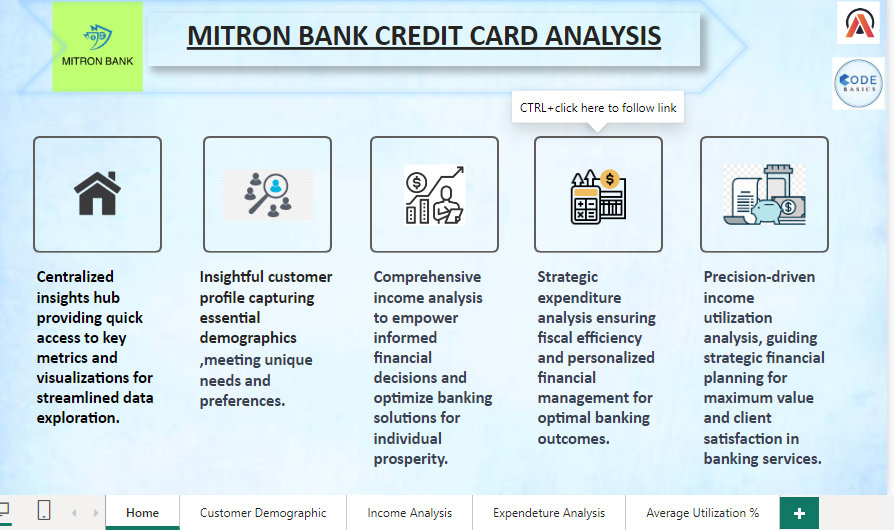 MITRON BANK
MITRON BANK CREDIT CARD ANALYSIS
CODE
BASICS
CTRL+click here to follow link
Centralized
insights hub
providing quick
access to key
metrics and
visualizations for
streamlined data
exploration.
Insightful customer
profile capturing
essential
demographics
,meeting unique
needs and
preferences.
Comprehensive
income analysis
to empower
informed
financial
decisions and
optimize banking
solutions for
individual
prosperity.
Strategic
expenditure
analysis ensuring
fiscal efficiency
and personalized
financial
management for
optimal banking
outcomes.
Precision-driven
income
utilization
analysis, guiding
strategic financial
planning for
maximum value
and client
satisfaction in
banking services.
Home
Customer Demographic
Income Analysis
Expendeture Analysis
Average Utilization %
+